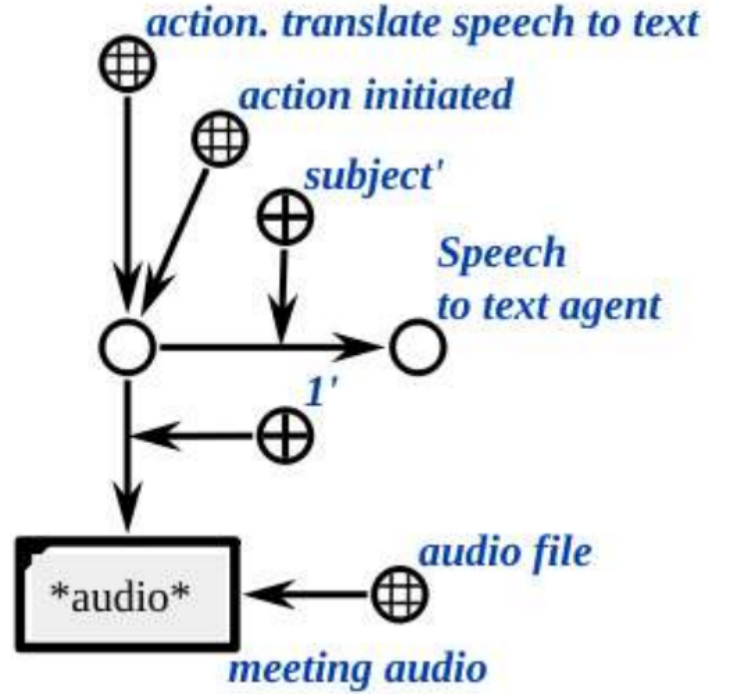 action. translate speech to text
action initiated
subject'
Speech
to text agent
1'
audio file
*audio*
meeting audio